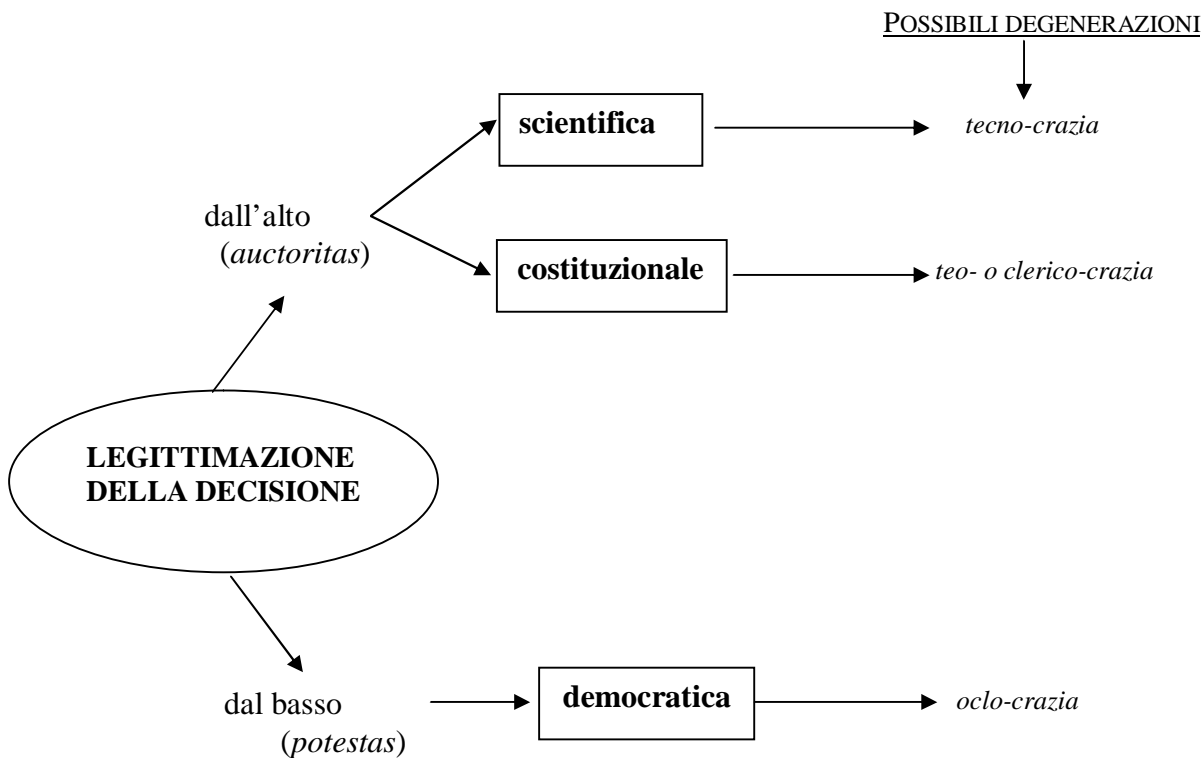 POSSIBILI DEGENERAZIONI
scientifica
tecno-crazia
dall’alto
(auctoritas)
costituzionale
teo- o clerico-crazia
LEGITTIMAZIONE
DELLA DECISIONE
dal basso
(potestas)
democratica
oclo-crazia